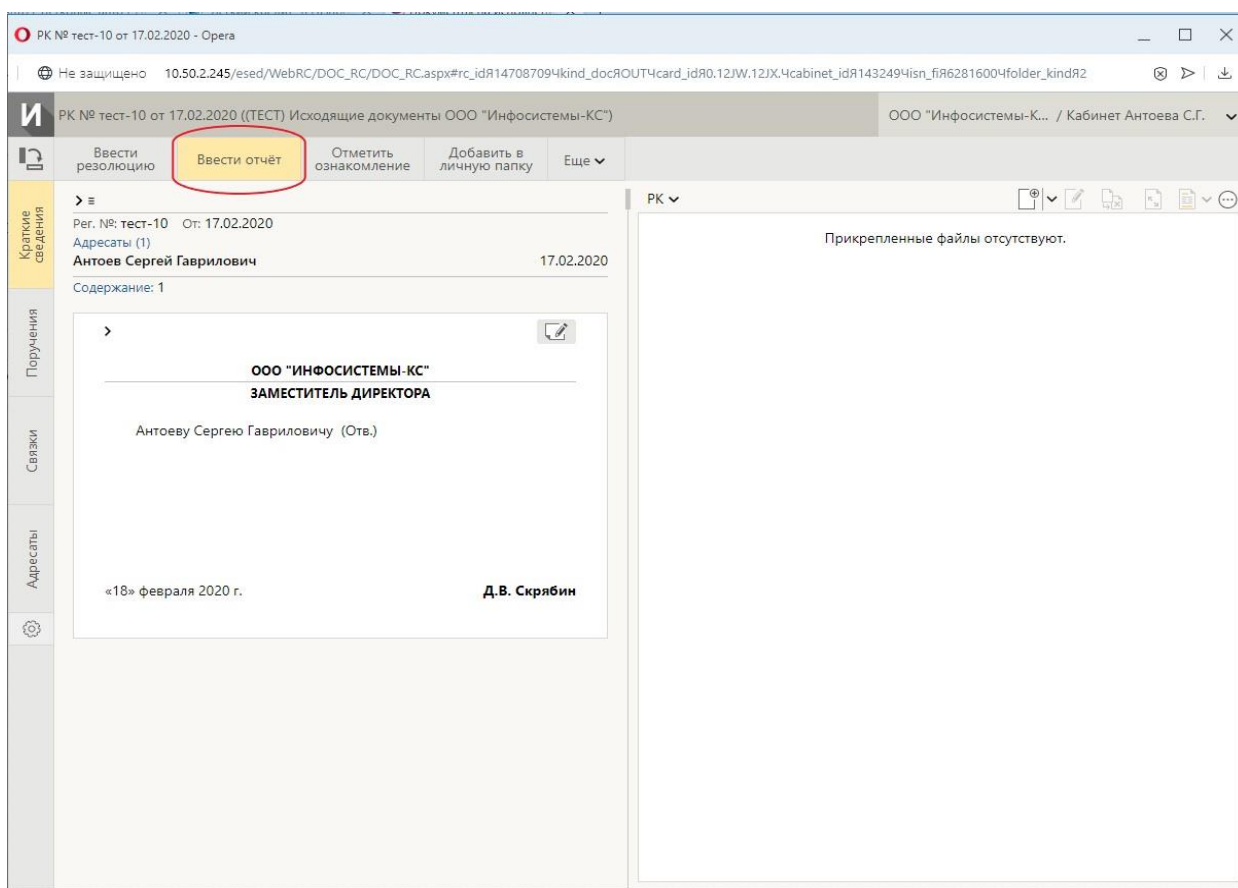 РК № тест-10 от 17.02.2020 - Opera
Не защищено 10.50.2.245/esed/WebRC/DOC_RC/DOC_RC.aspx#rc_idЯ14708709Чkind_docЯOUTЧcard_idЯ0.12JW.12JX.Чcabinet_idЯ143249Чisn_fiЯ6281600Чfolder_kindЯ2
И РК № тест-10 от 17.02.2020 ((ТЕСТ) Исходящие документы ООО "Инфосистемы-КС") ООО "Инфосистемы-К... / Кабинет Антоева С.Г.
Ввести резолюцию
Ввести отчёт
Отметить ознакомление
Добавить в личную папку
Еще
Краткие сведения
Поручения
Связки
Адресаты
Рег. №: тест-10 От: 17.02.2020
Адресаты (1)
Антоев Сергей Гаврилович 17.02.2020
Содержание: 1
ООО "ИНФОСИСТЕМЫ-КС"
ЗАМЕСТИТЕЛЬ ДИРЕКТОРА
Антоеву Сергею Гавриловичу (Отв.)
«18» февраля 2020 г. Д.В. Скрябин
РК
Прикрепленные файлы отсутствуют.